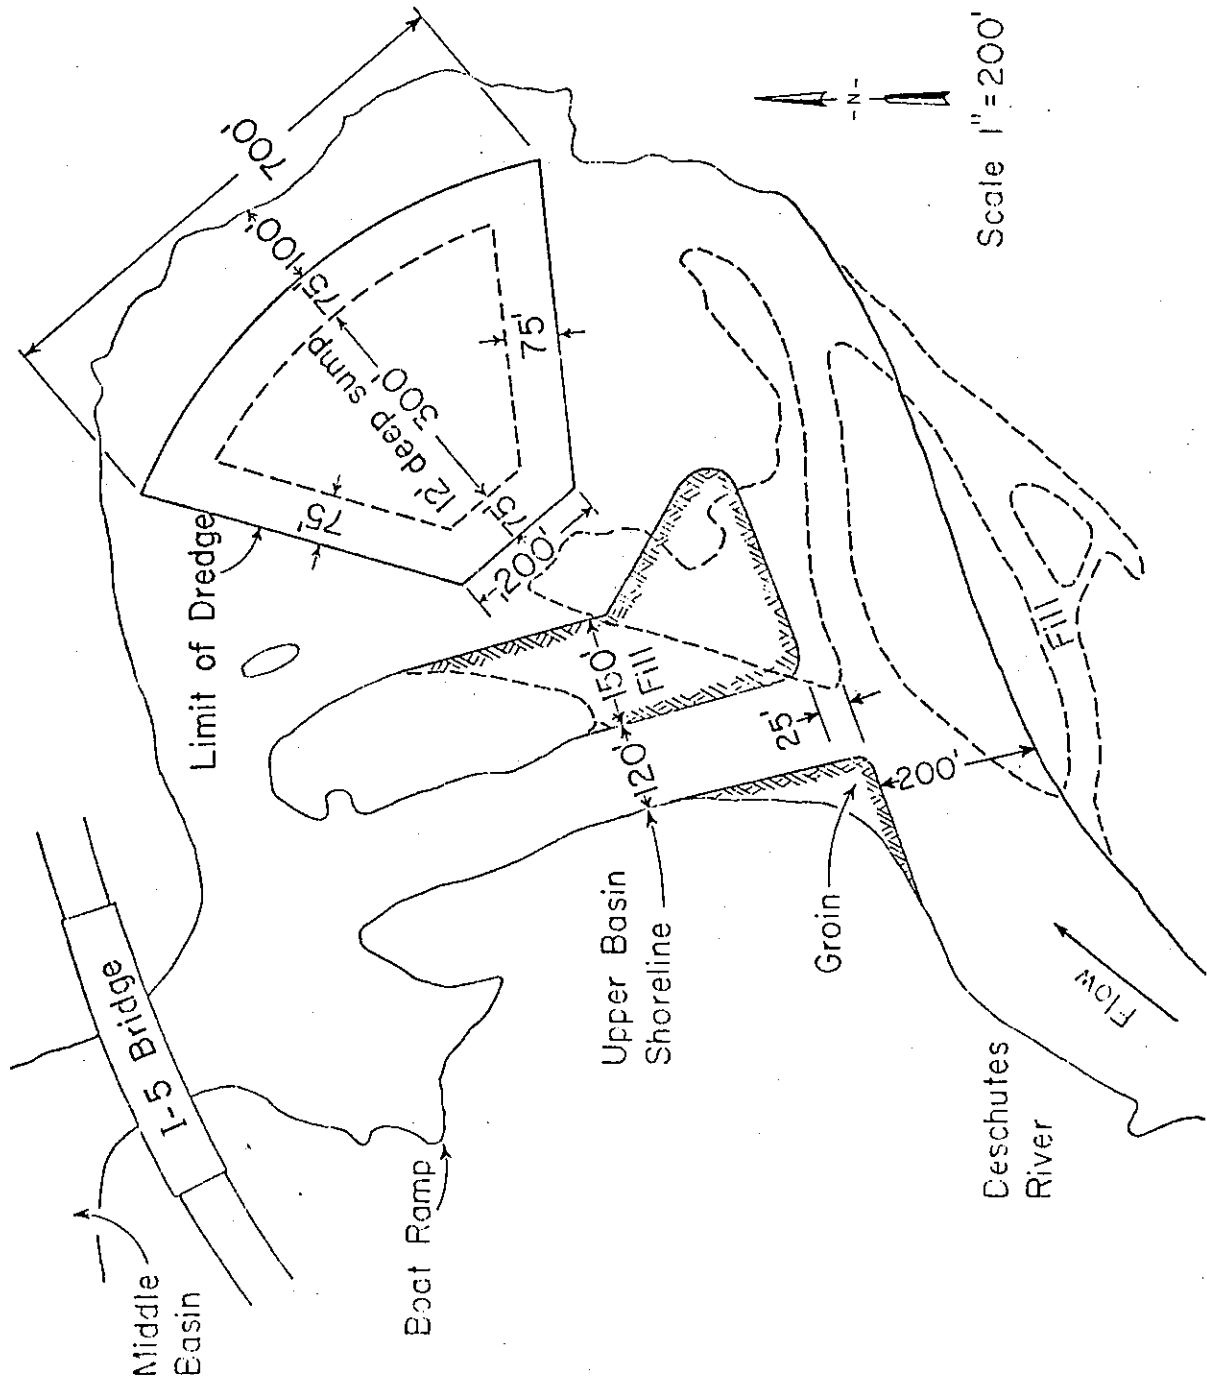 Middle
Basin
I-5 Bridge
Boat Ramp
Limit of Dredge
700'
100'
75'
300'
12' deep sump
75'
75'
75'
200'
Upper Basin
Shoreline
120'
150'
Fill
25'
Groin
200'
Fill
Deschutes
River
Flow
-N-
Scale 1"=200'